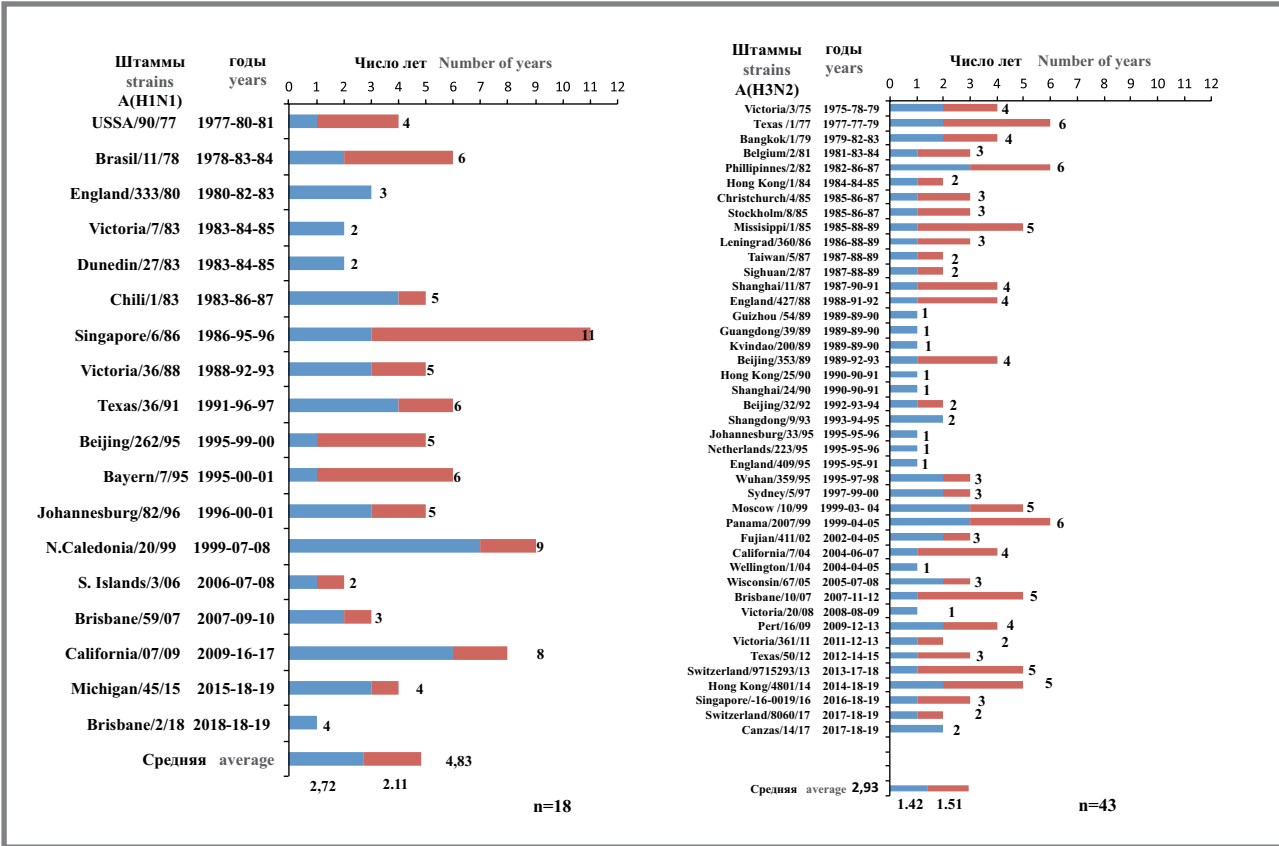 Штаммы годы Число лет Number of years
strains years
A(H1N1)
0 1 2 3 4 5 6 7 8 9 10 11 12
USSA/90/77 1977-80-81 4
Brasil/11/78 1978-83-84 6
England/333/80 1980-82-83 3
Victoria/7/83 1983-84-85 2
Dunedin/27/83 1983-84-85 2
Chili/1/83 1983-86-87 5
Singapore/6/86 1986-95-96 11
Victoria/36/88 1988-92-93 5
Texas/36/91 1991-96-97 6
Beijing/262/95 1995-99-00 5
Bayern/7/95 1995-00-01 6
Johannesburg/82/96 1996-00-01 5
N.Caledonia/20/99 1999-07-08 9
S. Islands/3/06 2006-07-08 2
Brisbane/59/07 2007-09-10 3
California/07/09 2009-16-17 8
Michigan/45/15 2015-18-19 4
Brisbane/2/18 2018-18-19 4
Средняя average 4,83
2,72 2.11
n=18
Штаммы годы Число лет Number of years
strains years
A(H3N2)
0 1 2 3 4 5 6 7 8 9 10 11 12
Victoria/3/75 1975-78-79 4
Texas /1/77 1977-77-79 6
Bangkok/1/79 1979-82-83 4
Belgium/2/81 1981-83-84 3
Phillipinnes/2/82 1982-86-87 6
Hong Kong/1/84 1984-84-85 2
Christchurch/4/85 1985-86-87 3
Stockholm/8/85 1985-86-87 3
Missisippi/1/85 1985-88-89 5
Leningrad/360/86 1986-88-89 3
Taiwan/5/87 1987-88-89 2
Sighuan/2/87 1987-88-89 2
Shanghai/11/87 1987-90-91 4
England/427/88 1988-91-92 4
Guizhou /54/89 1989-89-90 1
Guangdong/39/89 1989-89-90 1
Kvindao/200/89 1989-89-90 1
Beijing/353/89 1989-92-93 4
Hong Kong/25/90 1990-90-91 1
Shanghai/24/90 1990-90-91 1
Beijing/32/92 1992-93-94 2
Shangdong/9/93 1993-94-95 2
Johannesburg/33/95 1995-95-96 1
Netherlands/223/95 1995-95-96 1
England/409/95 1995-95-91 1
Wuhan/359/95 1995-97-98 3
Sydney/5/97 1997-99-00 3
Moscow /10/99 1999-03- 04 5
Panama/2007/99 1999-04-05 6
Fujian/411/02 2002-04-05 3
California/7/04 2004-06-07 4
Wellington/1/04 2004-04-05 1
Wisconsin/67/05 2005-07-08 3
Brisbane/10/07 2007-11-12 5
Victoria/20/08 2008-08-09 1
Pert/16/09 2009-12-13 4
Victoria/361/11 2011-12-13 2
Texas/50/12 2012-14-15 3
Switzerland/9715293/13 2013-17-18 5
Hong Kong/4801/14 2014-18-19 5
Singapore/-16-0019/16 2016-18-19 3
Switzerland/8060/17 2017-18-19 2
Canzas/14/17 2017-18-19 2
Средняя average 2,93
1.42 1.51
n=43